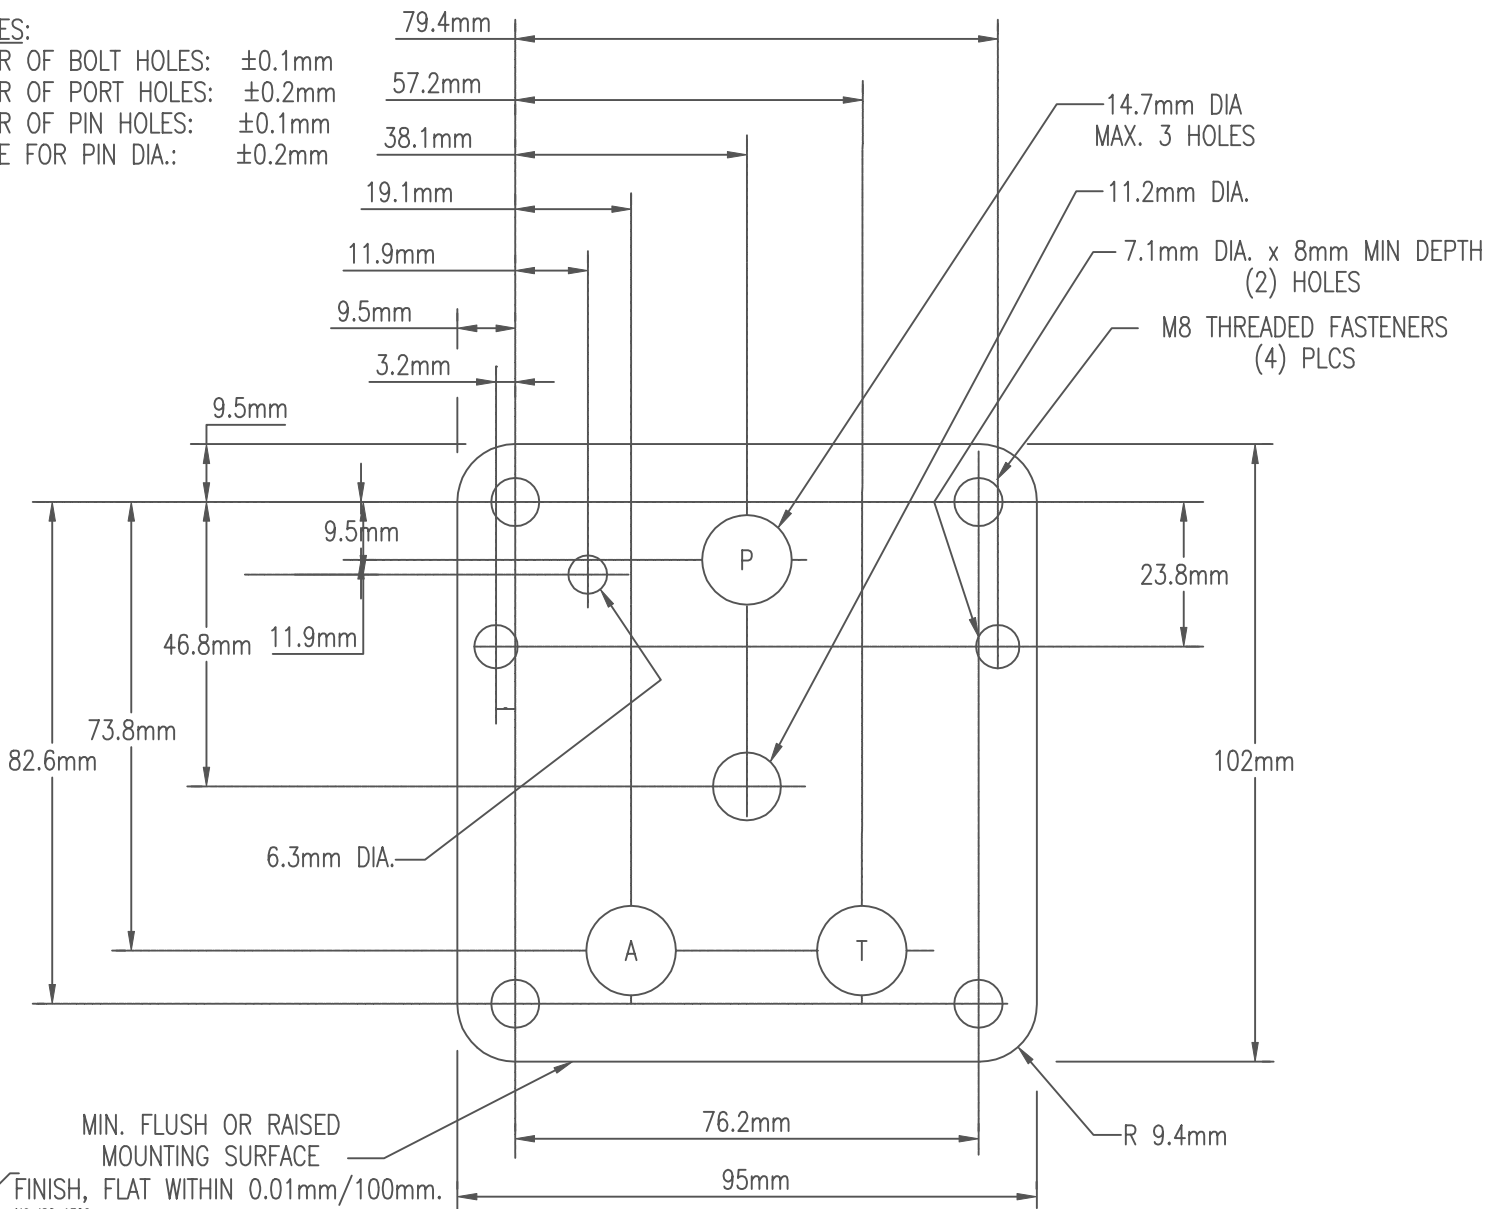 ES:
R OF BOLT HOLES: ±0.1mm
R OF PORT HOLES: ±0.2mm
R OF PIN HOLES: ±0.1mm
E FOR PIN DIA.: ±0.2mm
79.4mm
57.2mm
38.1mm
19.1mm
11.9mm
9.5mm
3.2mm
9.5mm
14.7mm DIA
MAX. 3 HOLES
11.2mm DIA.
7.1mm DIA. x 8mm MIN DEPTH
(2) HOLES
M8 THREADED FASTENERS
(4) PLCS
9.5mm
P
23.8mm
11.9mm
46.8mm
73.8mm
82.6mm
102mm
6.3mm DIA.
A
T
MIN. FLUSH OR RAISED
MOUNTING SURFACE
FINISH, FLAT WITHIN 0.01mm/100mm.
76.2mm
R 9.4mm
95mm